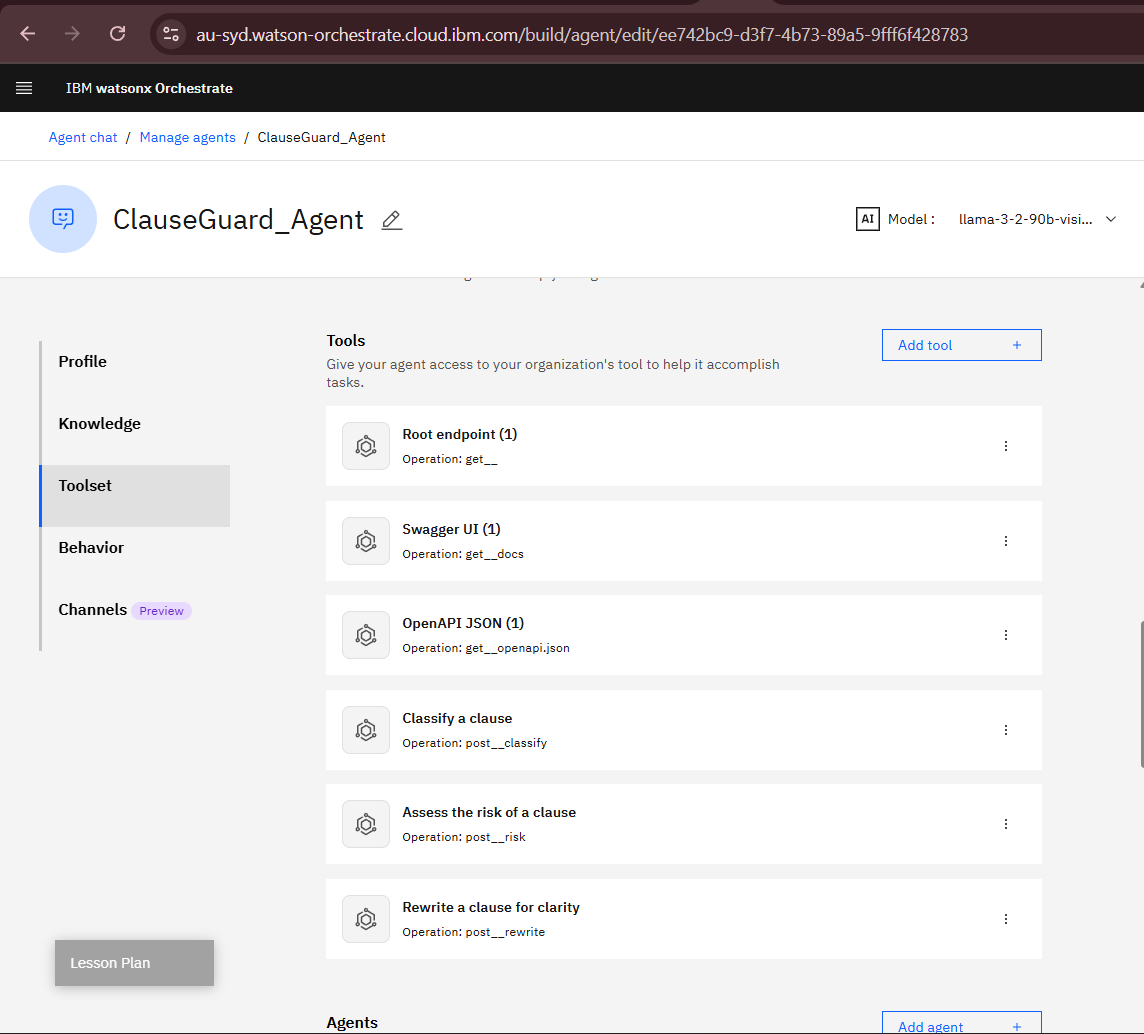 au-syd.watson-orchestrate.cloud.ibm.com/build/agent/edit/ee742bc9-d3f7-4b73-89a5-9fff6f428783
IBM watsonx Orchestrate
Agent chat / Manage agents / ClauseGuard_Agent
ClauseGuard_Agent
AI Model : llama-3-2-90b-visi...
Profile
Knowledge
Toolset
Behavior
Channels Preview
Lesson Plan
Tools
Add tool +
Give your agent access to your organization's tool to help it accomplish
tasks.
Root endpoint (1)
Operation: get__
Swagger UI (1)
Operation: get__docs
OpenAPI JSON (1)
Operation: get__openapi.json
Classify a clause
Operation: post__classify
Assess the risk of a clause
Operation: post__risk
Rewrite a clause for clarity
Operation: post__rewrite
Agents
Add agent +